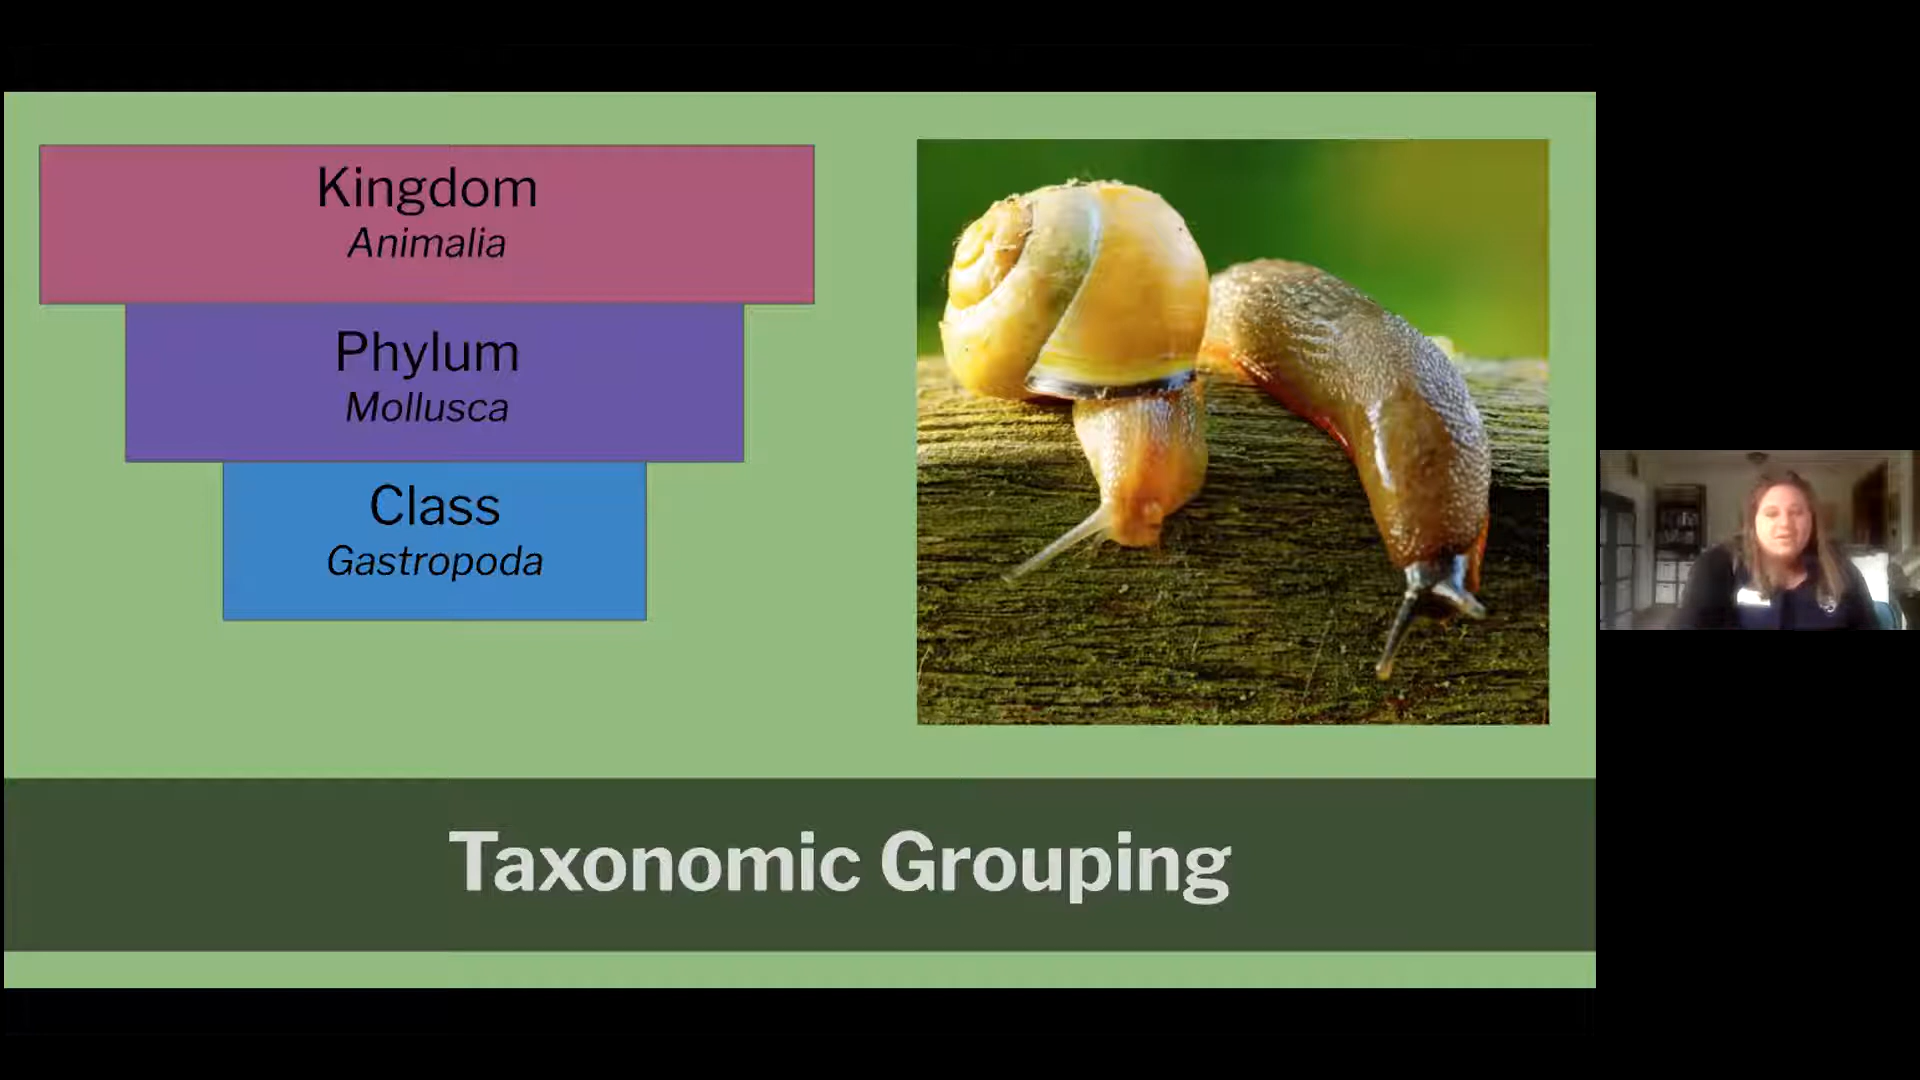 Kingdom
Animalia
Phylum
Mollusca
Class
Gastropoda
Taxonomic Grouping